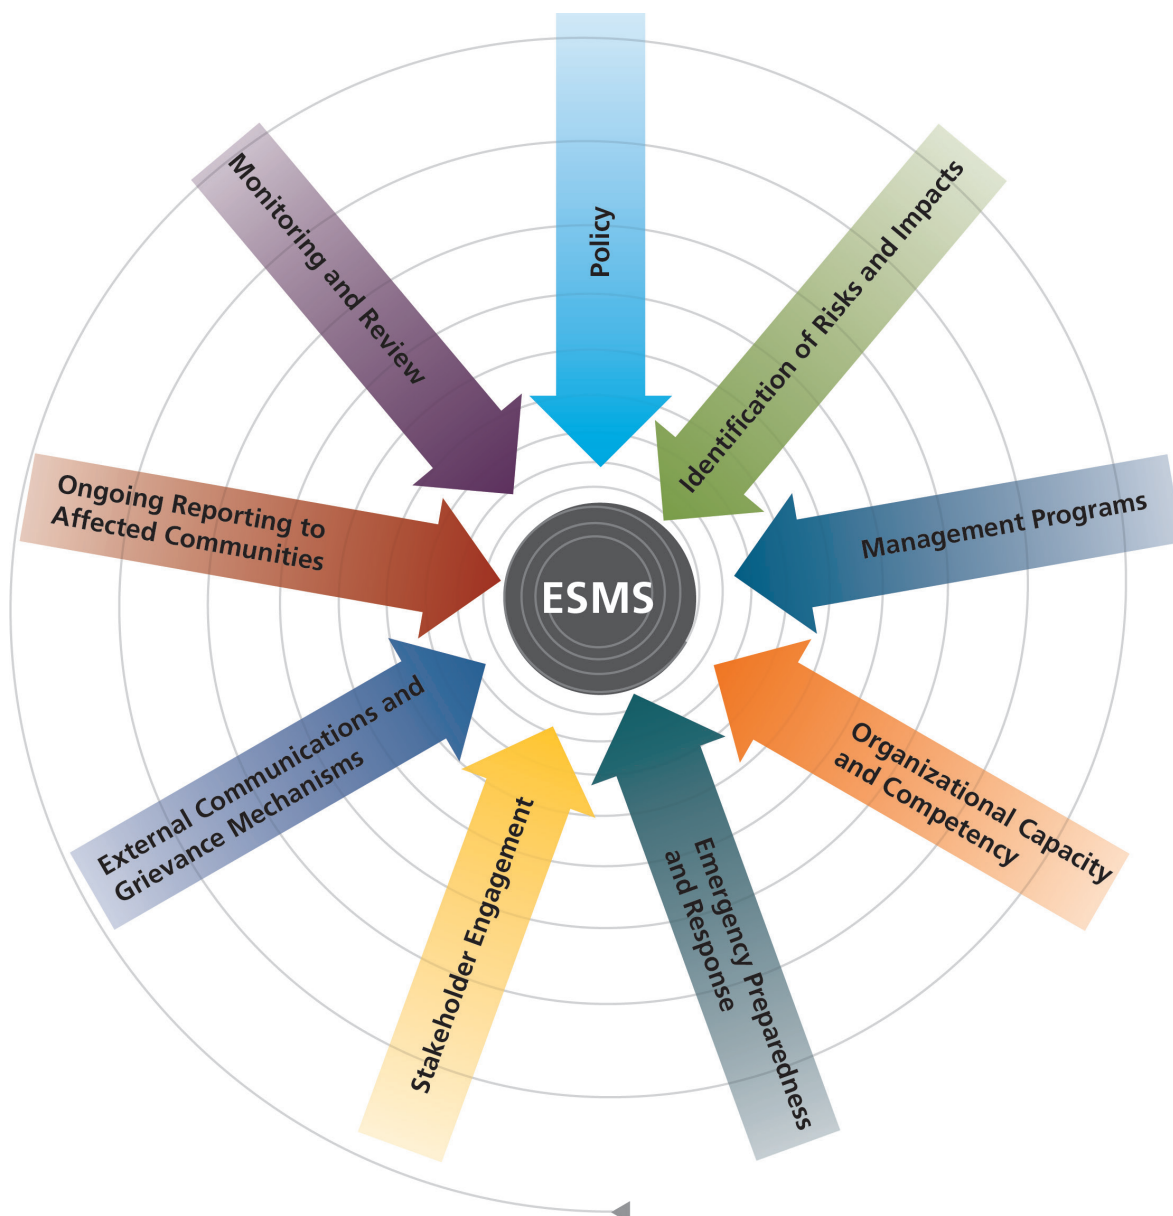 Policy
Identification of Risks and Impacts
Management Programs
Organizational Capacity
and Competency
Emergency Preparedness
and Response
Stakeholder Engagement
External Communications and
Grievance Mechanisms
Ongoing Reporting to
Affected Communities
Monitoring and Review
ESMS